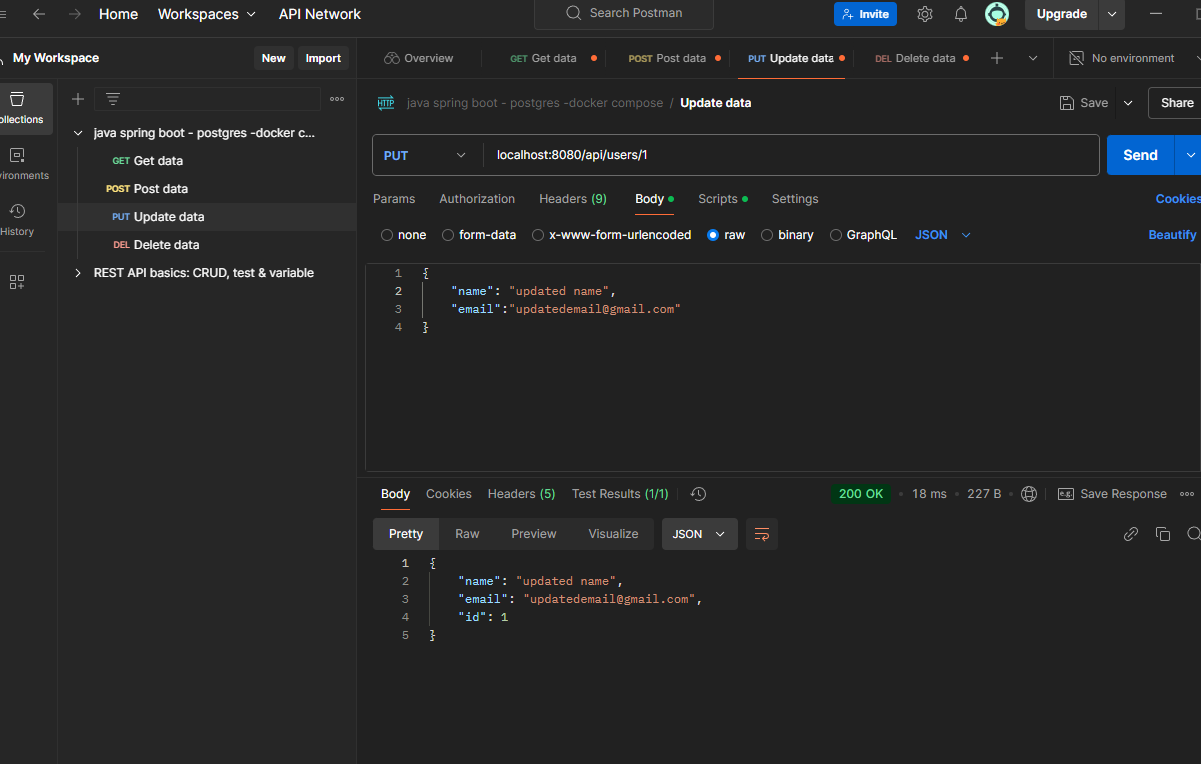 Home Workspaces API Network Search Postman Invite Upgrade
My Workspace New Import Overview GET Get data POST Post data PUT Update data DEL Delete data No environment
ollections
vironments
History
java spring boot - postgres -docker c...
GET Get data
POST Post data
PUT Update data
DEL Delete data
REST API basics: CRUD, test & variable
HTTP java spring boot - postgres -docker compose / Update data Save Share
PUT localhost:8080/api/users/1 Send
Params Authorization Headers (9) Body Scripts Settings Cookies
none form-data x-www-form-urlencoded raw binary GraphQL JSON Beautify
1 {
2 "name": "updated name",
3 "email":"updatedemail@gmail.com"
4 }
Body Cookies Headers (5) Test Results (1/1) 200 OK • 18 ms • 227 B • e.g. Save Response
Pretty Raw Preview Visualize JSON
1 {
2 "name": "updated name",
3 "email": "updatedemail@gmail.com",
4 "id": 1
5 }